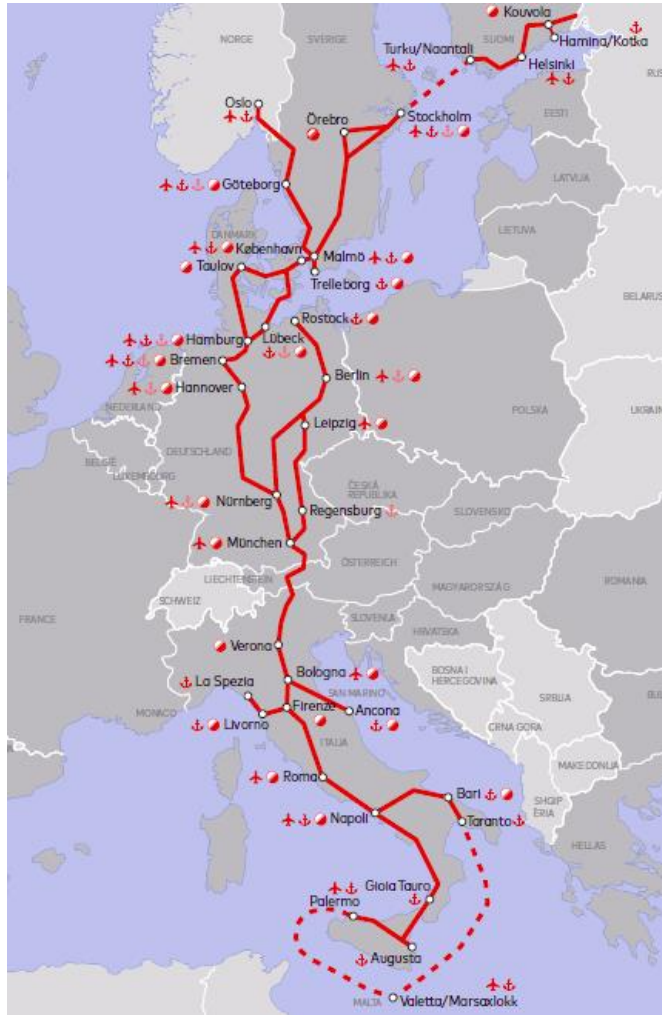 Kouvola
NORGE
SVERIGE
Turku/Naantali
SUOMI
Hamina/Kotka
RUS
Helsinki
Oslo
Örebro
Stockholm
EESTI
LATVIJA
Göteborg
DANMARK
København
Malmö
LIETUVA
Taulov
Trelleborg
BELARUS
Rostock
Hamburg
Lübeck
Bremen
Berlin
Hannover
NEDERLAND
POLSKA
Leipzig
UKRAIN
BELGIË
DEUTSCHLAND
LUXEMBOURG
ČESKÁ
REPUBLIKA
Nürnberg
Regensburg
SLOVENSKO
München
ÖSTERREICH
LIECHTENSTEIN
MAGYARORSZÁG
ROMANIA
SCHWEIZ
FRANCE
SLOVENIJA
HRVATSKA
Verona
Bologna
BOSNA I
HERCEGOVINA
La Spezia
SAN MARINO
SRBIJA
MONACO
Firenze
Ancona
CRNA GORA
Livorno
ITALIA
MAKEDONIJA
Roma
Bari
SHQIP
ËRIA
Napoli
Taranto
HELLAS
Gioia Tauro
Palermo
Augusta
MALTA
Valetta/Marsaxlokk